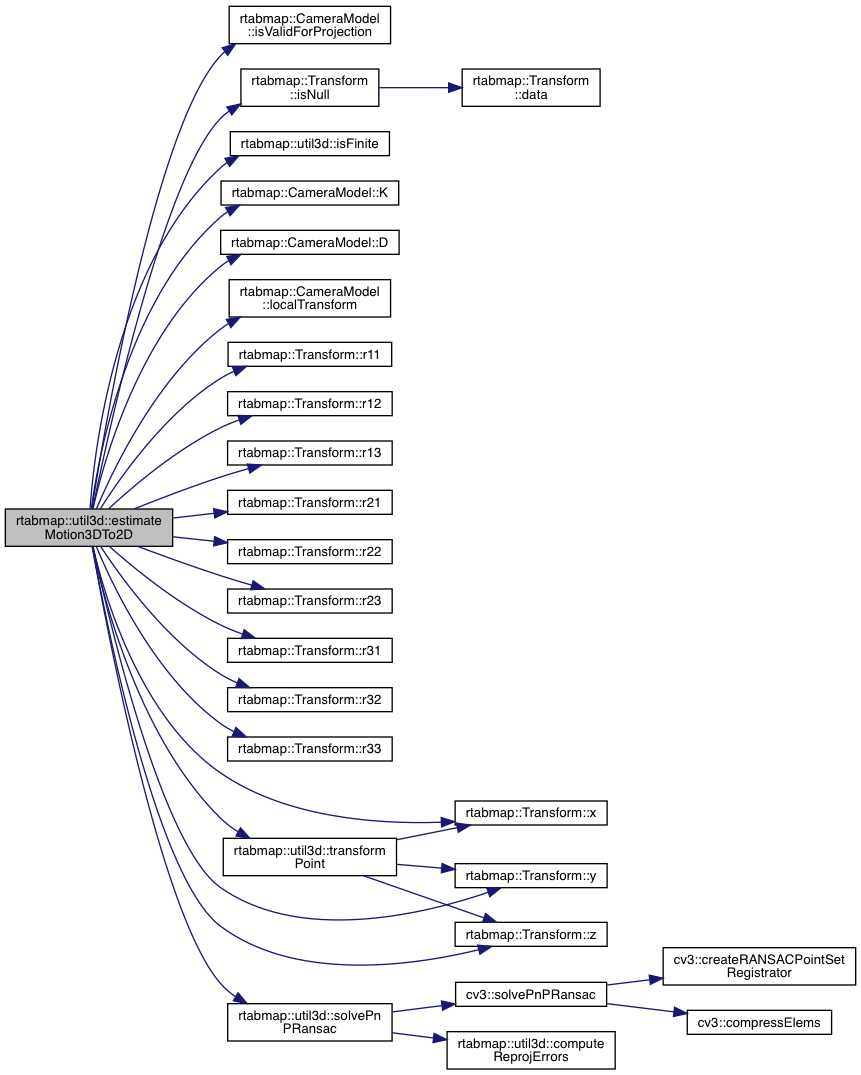 rtabmap::CameraModel
::isValidForProjection
rtabmap::Transform
::isNull
rtabmap::Transform
::data
rtabmap::util3d::isFinite
rtabmap::CameraModel::K
rtabmap::CameraModel::D
rtabmap::CameraModel
::localTransform
rtabmap::Transform::r11
rtabmap::Transform::r12
rtabmap::Transform::r13
rtabmap::Transform::r21
rtabmap::util3d::estimate
Motion3DTo2D
rtabmap::Transform::r22
rtabmap::Transform::r23
rtabmap::Transform::r31
rtabmap::Transform::r32
rtabmap::Transform::r33
rtabmap::Transform::x
rtabmap::util3d::transform
Point
rtabmap::Transform::y
rtabmap::Transform::z
cv3::createRANSACPointSet
Registrator
cv3::solvePnPRansac
rtabmap::util3d::solvePn
PRansac
cv3::compressElems
rtabmap::util3d::compute
ReprojErrors